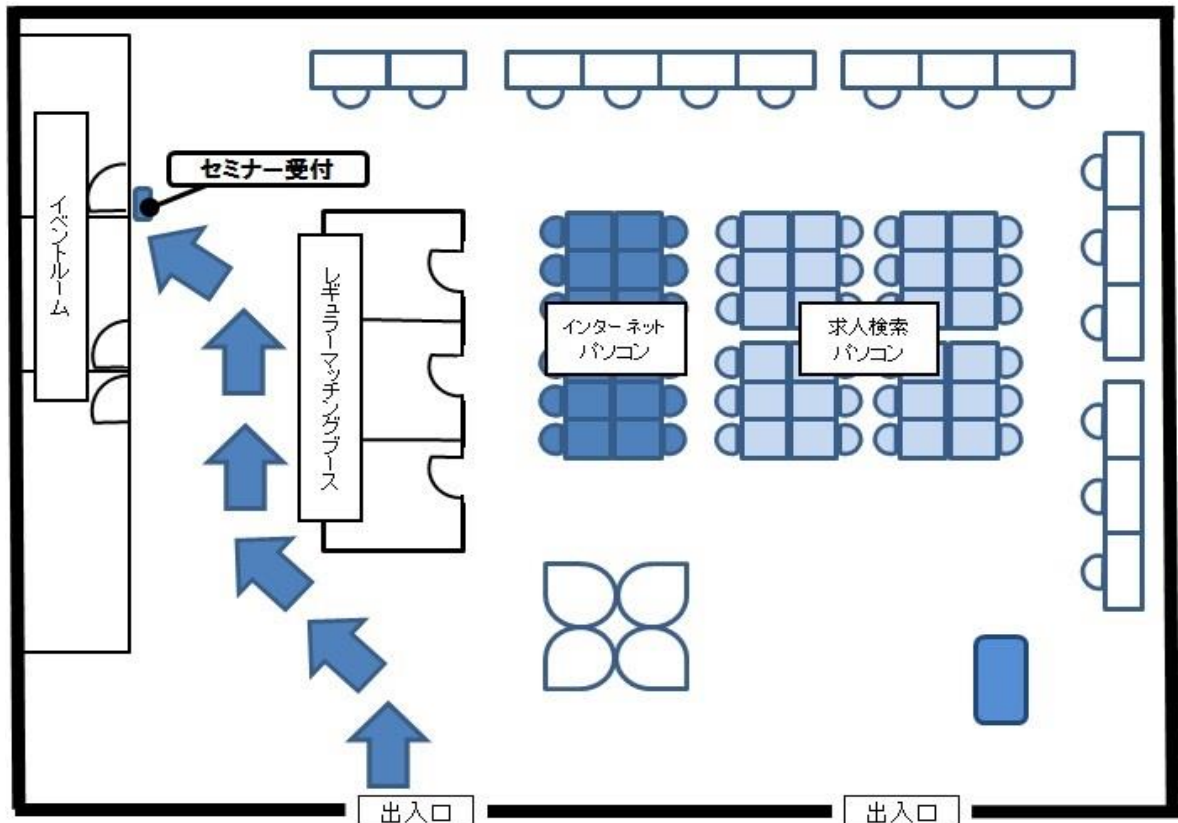 セミナー受付
イベントルーム
レギュラーマッチングブース
インターネット
パソコン
求人検索
パソコン
出入口
出入口